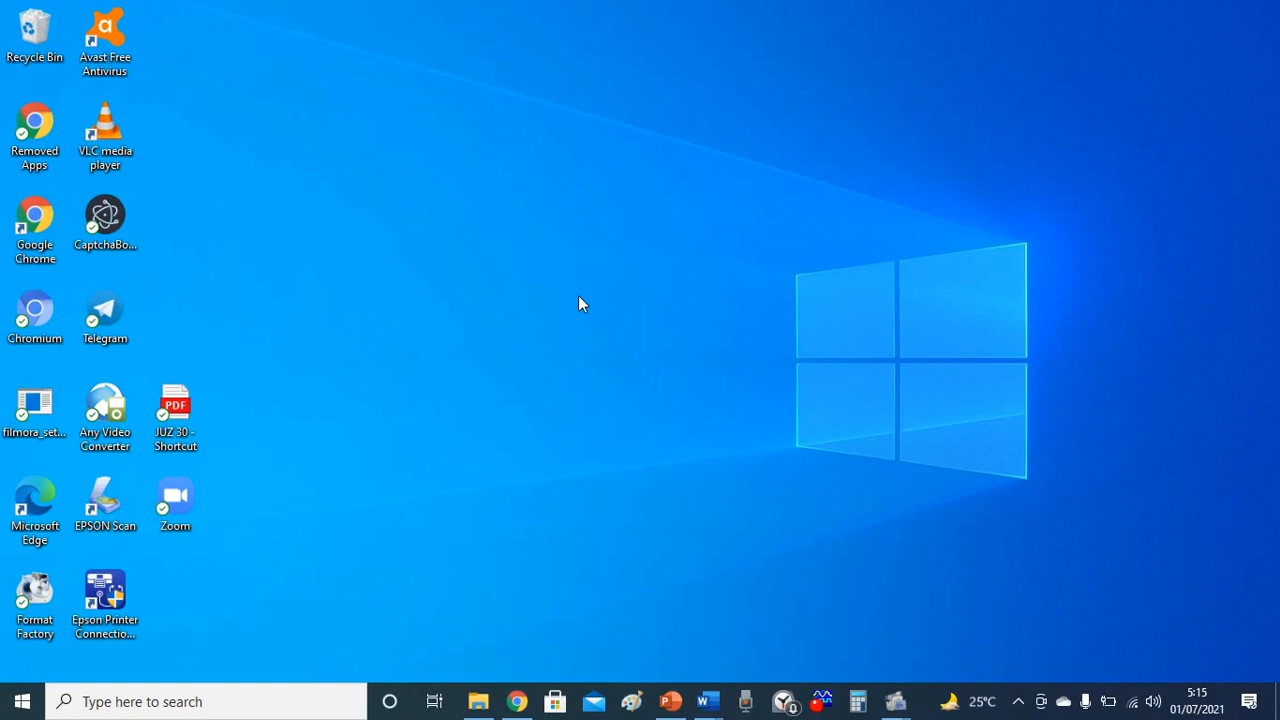 Recycle Bin
Avast Free
Antivirus
Removed
Apps
VLC media
player
Google
Chrome
CaptchaBo...
Chromium
Telegram
filmora_set...
Any Video
Converter
PDF
JUZ 30 -
Shortcut
Microsoft
Edge
EPSON Scan
Zoom
Format
Factory
Epson Printer
Connectio...
Type here to search
25°C
5:15
01/07/2021